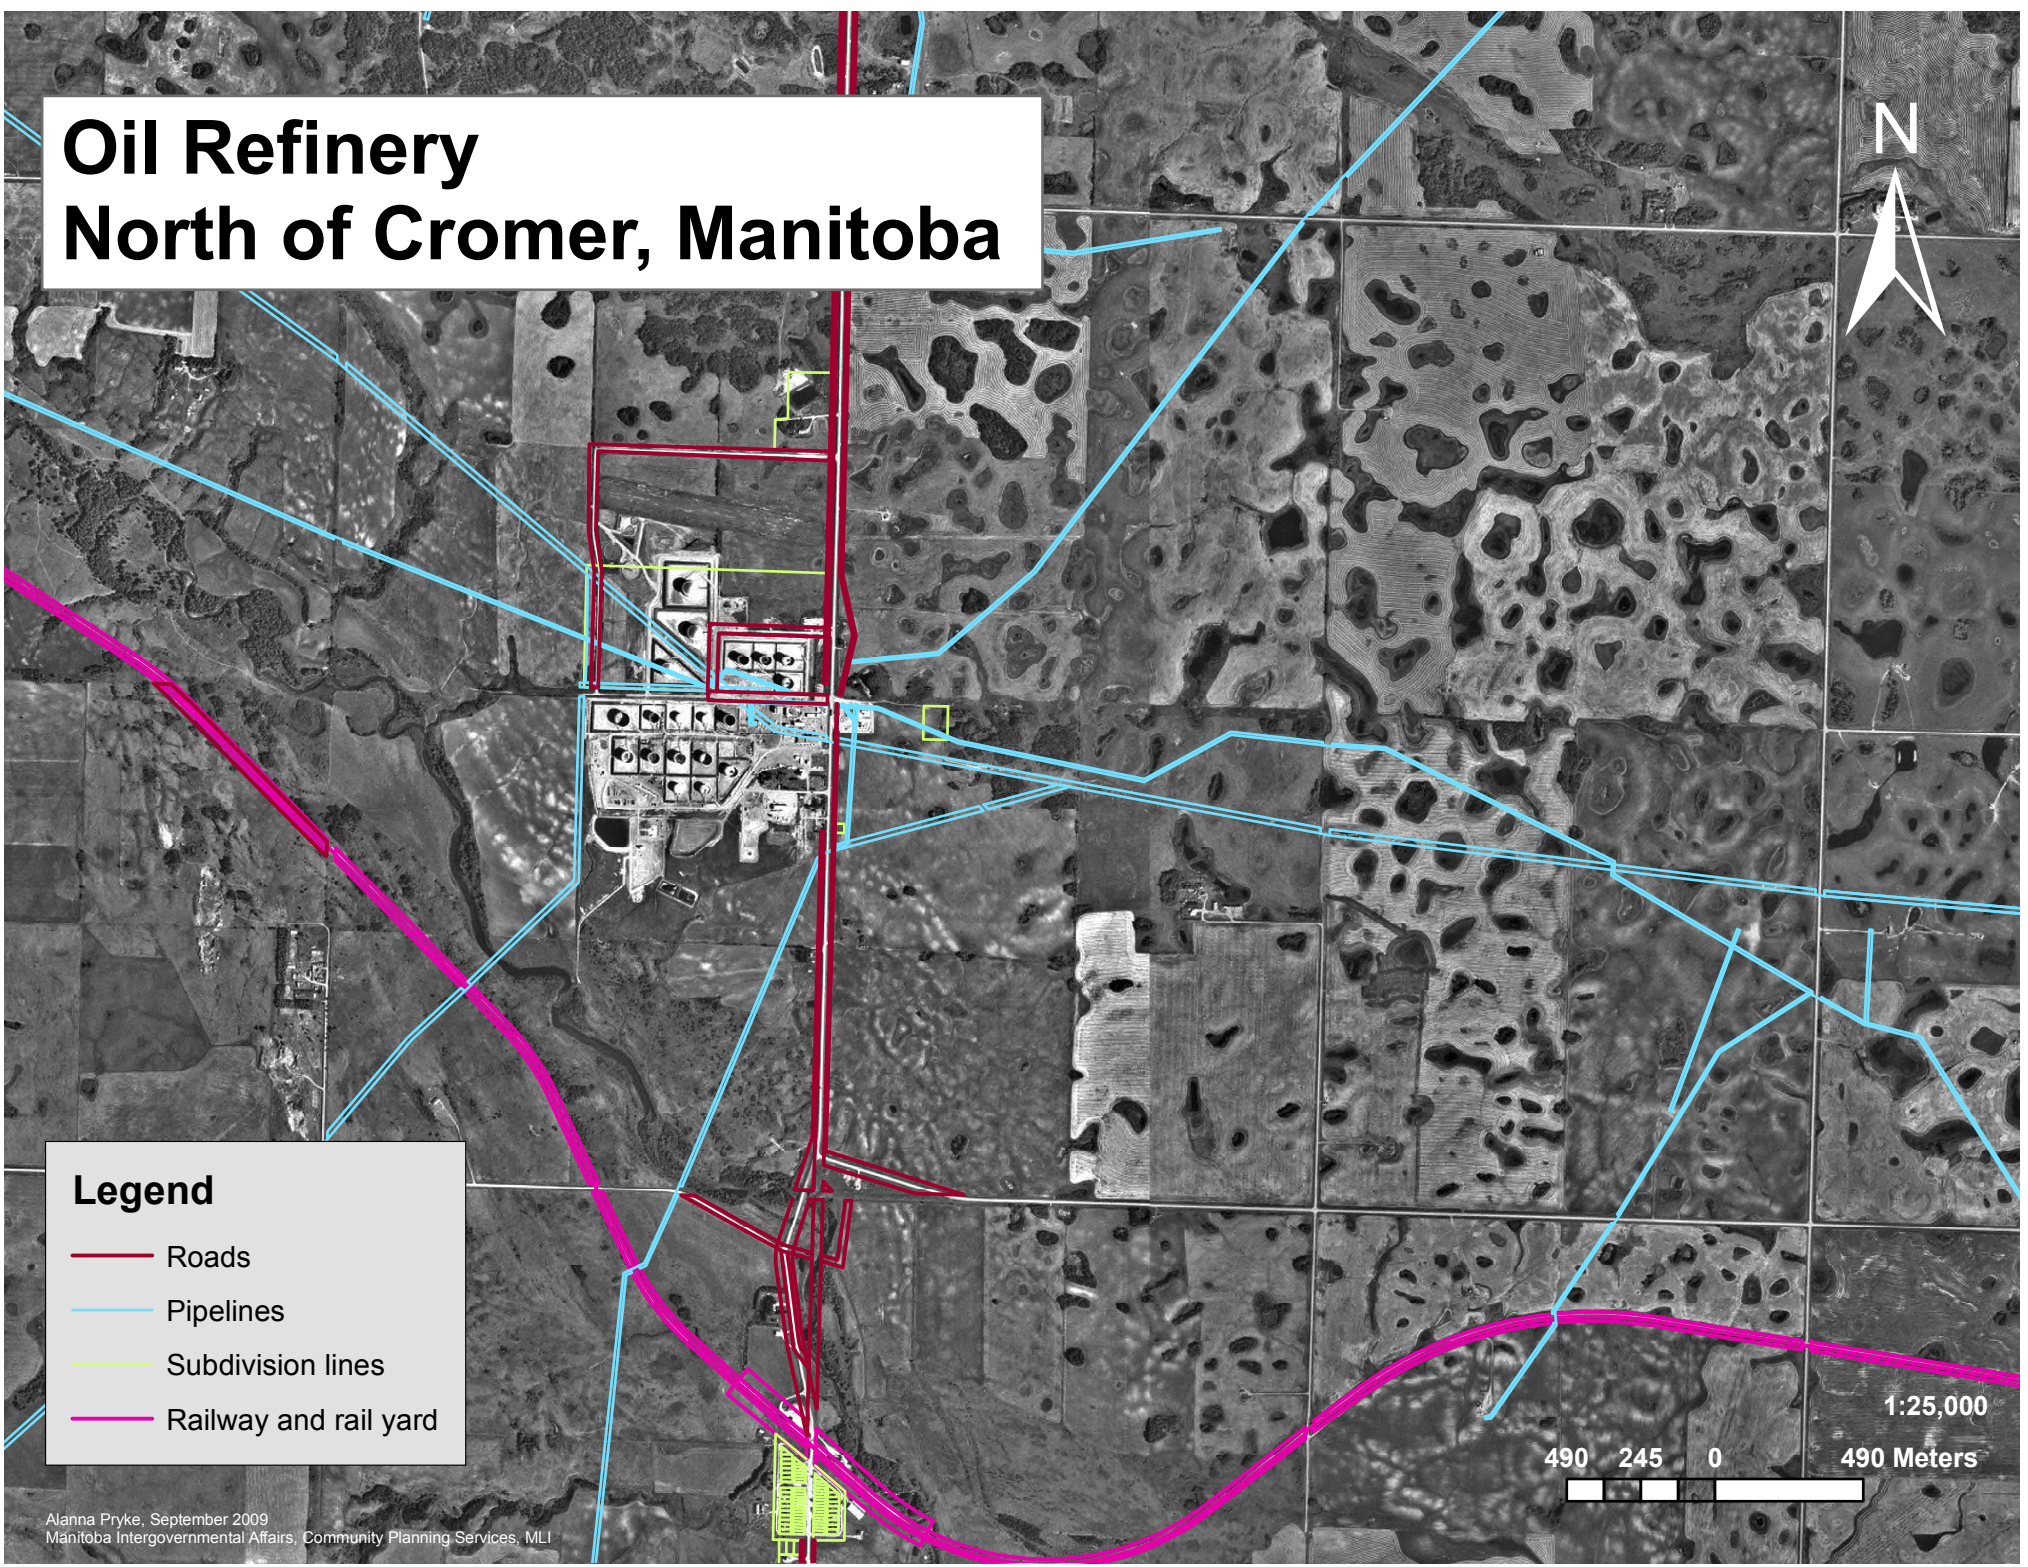 Oil Refinery
North of Cromer, Manitoba
N
Legend
Roads
Pipelines
Subdivision lines
Railway and rail yard
1:25,000
490 245 0 490 Meters
Alanna Pryke, September 2009
Manitoba Intergovernmental Affairs, Community Planning Services, MLI